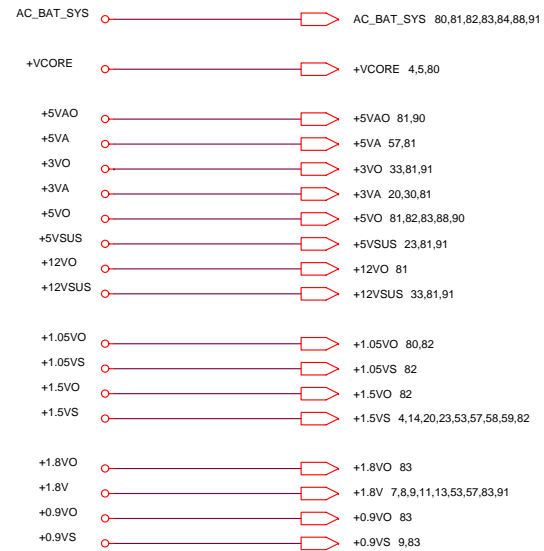 AC_BAT_SYS AC_BAT_SYS 80,81,82,83,84,88,91
+VCORE +VCORE 4,5,80
+5VAO +5VAO 81,90
+5VA +5VA 57,81
+3VO +3VO 33,81,91
+3VA +3VA 20,30,81
+5VO +5VO 81,82,83,88,90
+5VSUS +5VSUS 23,81,91
+12VO +12VO 81
+12VSUS +12VSUS 33,81,91
+1.05VO +1.05VO 80,82
+1.05VS +1.05VS 82
+1.5VO +1.5VO 82
+1.5VS +1.5VS 4,14,20,23,53,57,58,59,82
+1.8VO +1.8VO 83
+1.8V +1.8V 7,8,9,11,13,53,57,83,91
+0.9VO +0.9VO 83
+0.9VS +0.9VS 9,83